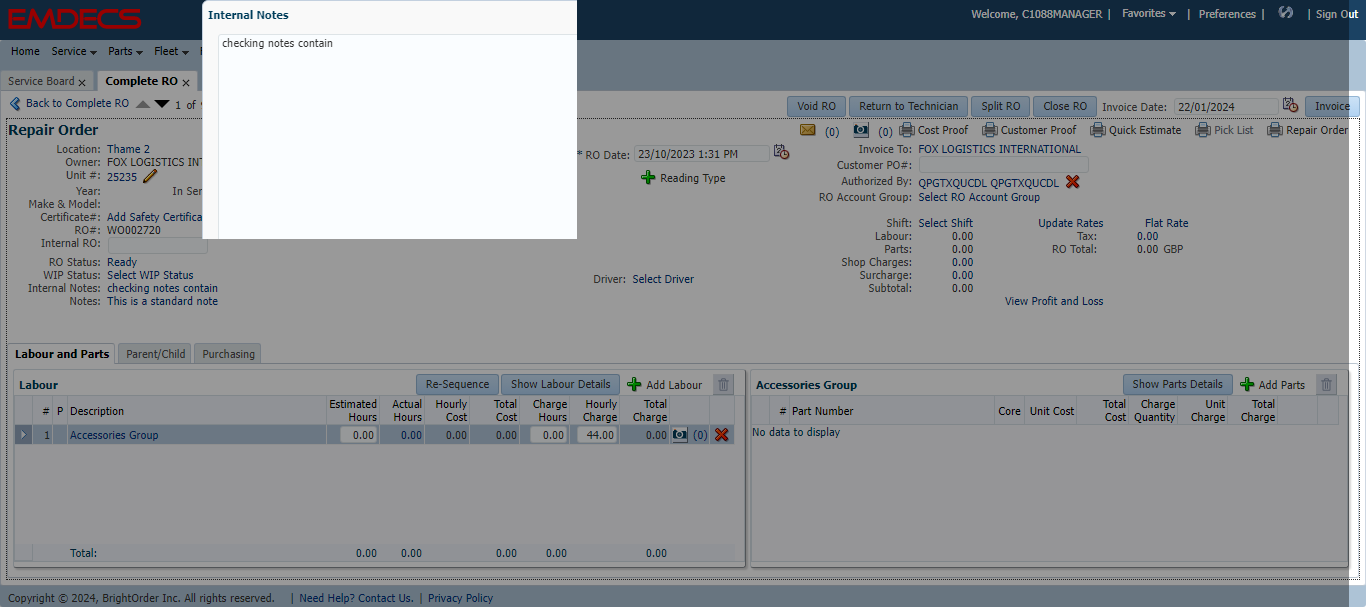 EMDECS
Internal Notes
checking notes contain
Welcome, C1088MANAGER | Favorites | Preferences | | Sign Out
Home Service Parts Fleet
Service Board x Complete RO x
Back to Complete RO 1 of
Void RO Return to Technician Split RO Close RO Invoice Date: 22/01/2024 Invoice
Repair Order
(0) (0) Cost Proof Customer Proof Quick Estimate Pick List Repair Order
Location: Thame 2
Owner: FOX LOGISTICS INT
Unit #: 25235
Year: In Ser
Make & Model:
Certificate#: Add Safety Certifica
RO#: WO002720
Internal RO:
RO Status: Ready
WIP Status: Select WIP Status
Internal Notes: checking notes contain
Notes: This is a standard note
* RO Date: 23/10/2023 1:31 PM
Reading Type
Driver: Select Driver
Invoice To: FOX LOGISTICS INTERNATIONAL
Customer PO#:
Authorized By: QPGTXQUCDL QPGTXQUCDL
RO Account Group: Select RO Account Group
Shift: Select Shift Update Rates Flat Rate
Labour: 0.00 Tax: 0.00
Parts: 0.00 RO Total: 0.00 GBP
Shop Charges: 0.00
Surcharge: 0.00
Subtotal: 0.00
View Profit and Loss
Labour and Parts Parent/Child Purchasing
Labour Re-Sequence Show Labour Details Add Labour
# P Description Estimated Hours Actual Hours Hourly Cost Total Cost Charge Hours Hourly Charge Total Charge
1 Accessories Group 0.00 0.00 0.00 0.00 0.00 44.00 0.00 (0)
Total: 0.00 0.00 0.00 0.00 0.00
Accessories Group Show Parts Details Add Parts
# Part Number Core Unit Cost Total Cost Charge Quantity Unit Charge Total Charge
No data to display
Copyright © 2024, BrightOrder Inc. All rights reserved. | Need Help? Contact Us. | Privacy Policy